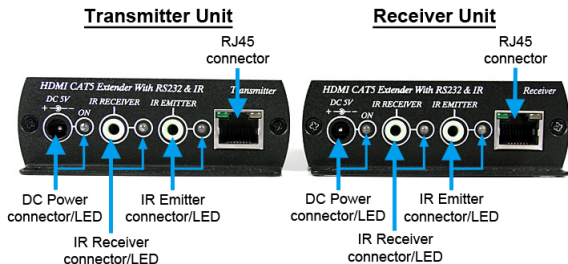 Transmitter Unit
RJ45
connector
HDMI CAT5 Extender With RS232 & IR
Transmitter
DC 5V
+ -
ON
IR RECEIVER
IR EMITTER
DC Power
connector/LED
IR Emitter
connector/LED
IR Receiver
connector/LED
Receiver Unit
RJ45
connector
HDMI CAT5 Extender With RS232 & IR
Receiver
DC 5V
+ -
ON
IR RECEIVER
IR EMITTER
DC Power
connector/LED
IR Emitter
connector/LED
IR Receiver
connector/LED